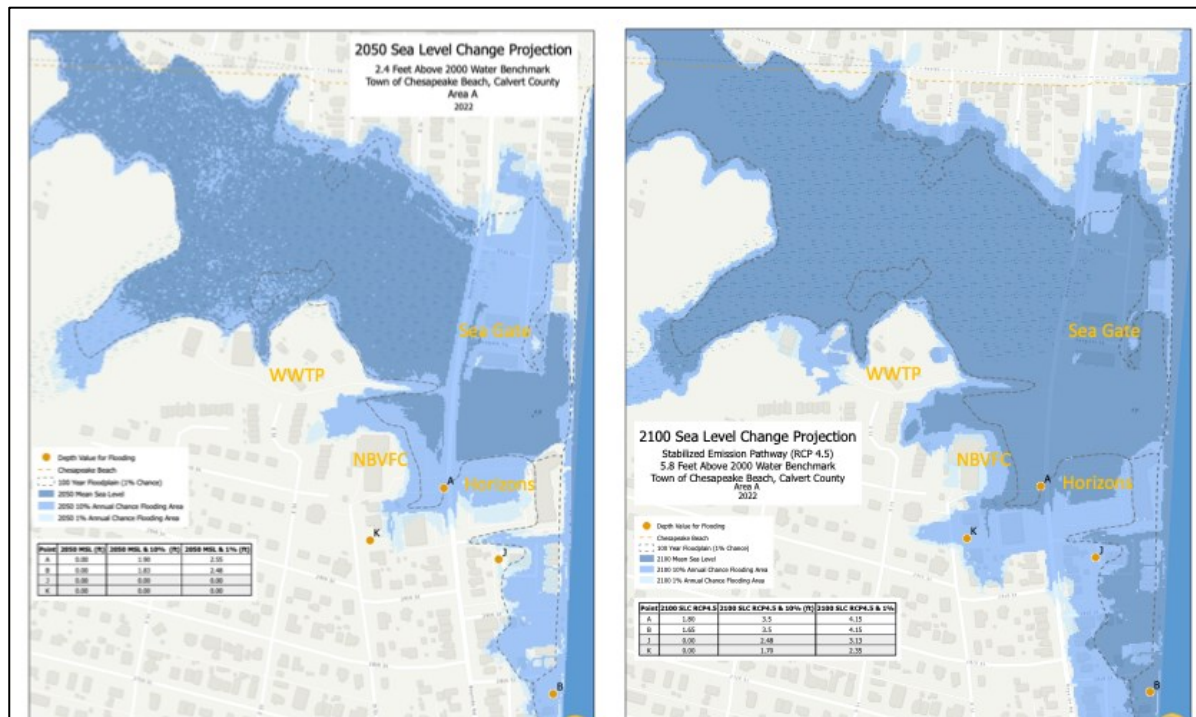 2050 Sea Level Change Projection
2.4 Feet Above 2000 Water Benchmark
Town of Chesapeake Beach, Calvert County
Area A
2022
Sea Gate
WWTP
NBVFC
Horizons
A
K
J
B
Depth Value for Flooding
Chesapeake Beach
100 Year Floodplain (1% Chance)
2050 Mean Sea Level
2050 10% Annual Chance Flooding Area
2050 1% Annual Chance Flooding Area
Point 2050 MSL (ft) 2050 MSL & 10% (ft) 2050 MSL & 1% (ft)
A 0.00 1.90 2.55
B 0.00 1.83 2.48
J 0.00 0.00 0.00
K 0.00 0.00 0.00
Sea Gate
WWTP
2100 Sea Level Change Projection
Stabilized Emission Pathway (RCP 4.5)
5.8 Feet Above 2000 Water Benchmark
Town of Chesapeake Beach, Calvert County
Area A
2022
NBVFC
Horizons
A
K
J
B
Depth Value for Flooding
Chesapeake Beach
100 Year Floodplain (1% Chance)
2100 Mean Sea Level
2100 10% Annual Chance Flooding Area
2100 1% Annual Chance Flooding Area
Point 2100 SLC RCP4.5 2100 SLC RCP4.5 & 10% (ft) 2100 SLC RCP4.5 & 1%
A 1.80 3.5 4.15
B 1.65 3.5 4.15
J 0.00 2.48 3.13
K 0.00 1.70 2.35